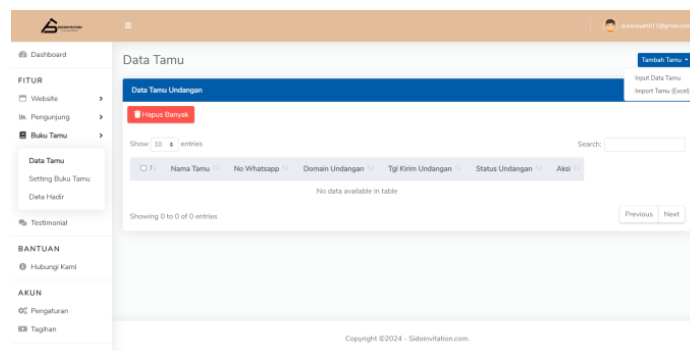 Dashboard
FITUR
Website
Pengunjung
Buku Tamu
Data Tamu
Setting Buku Tamu
Data Hadir
Testimonial
BANTUAN
Hubungi Kami
AKUN
Pengaturan
Tagihan
Data Tamu
Tambah Tamu
Input Data Tamu
Import Tamu (Excel)
Data Tamu Undangan
Hapus Banyak
Show 10 entries
Search:
Nama Tamu No Whatsapp Domain Undangan Tgl Kirim Undangan Status Undangan Aksi
No data available in table
Showing 0 to 0 of 0 entries
Previous Next
Copyright ©2024 - Sidoinvitation.com.